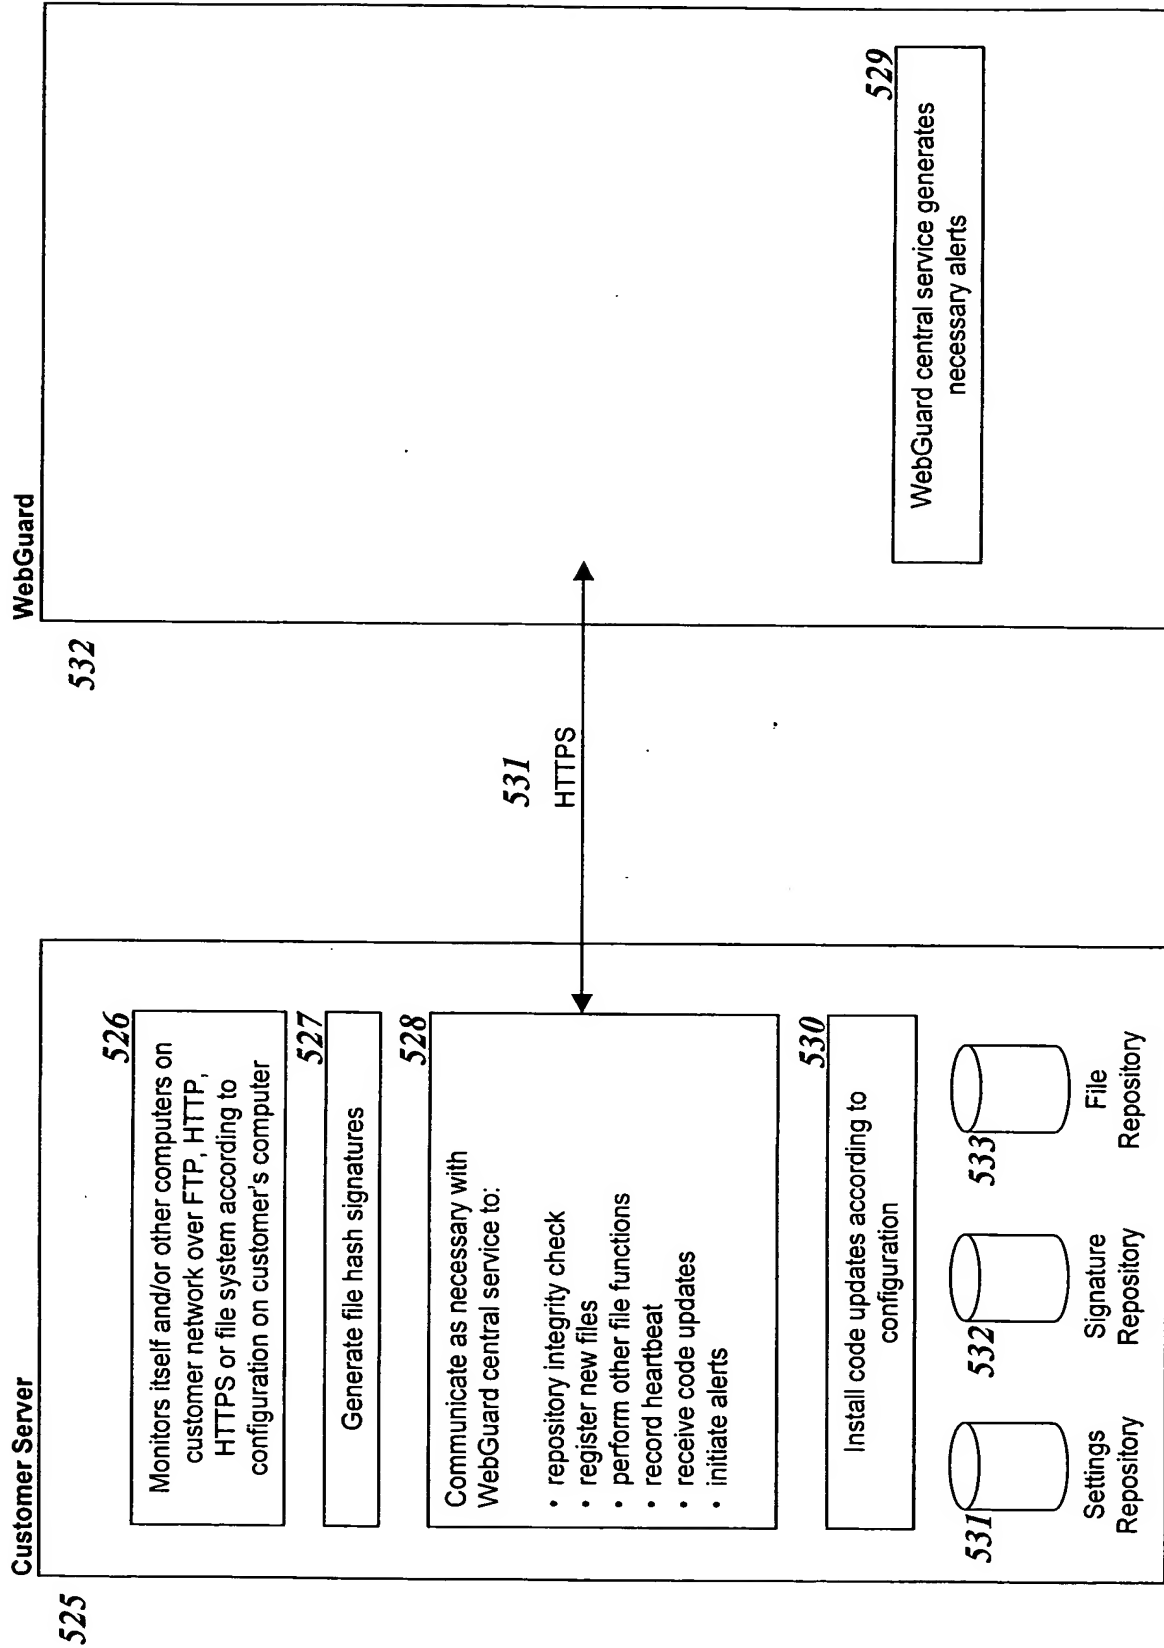 Customer Server
525
526
Monitors itself and/or other computers on
customer network over FTP, HTTP,
HTTPS or file system according to
configuration on customer's computer
527
Generate file hash signatures
528
Communicate as necessary with
WebGuard central service to:
• repository integrity check
• register new files
• perform other file functions
• record heartbeat
• receive code updates
• initiate alerts
530
Install code updates according to
configuration
531
Settings
Repository
532
Signature
Repository
533
File
Repository
531
HTTPS
WebGuard
532
529
WebGuard central service generates
necessary alerts